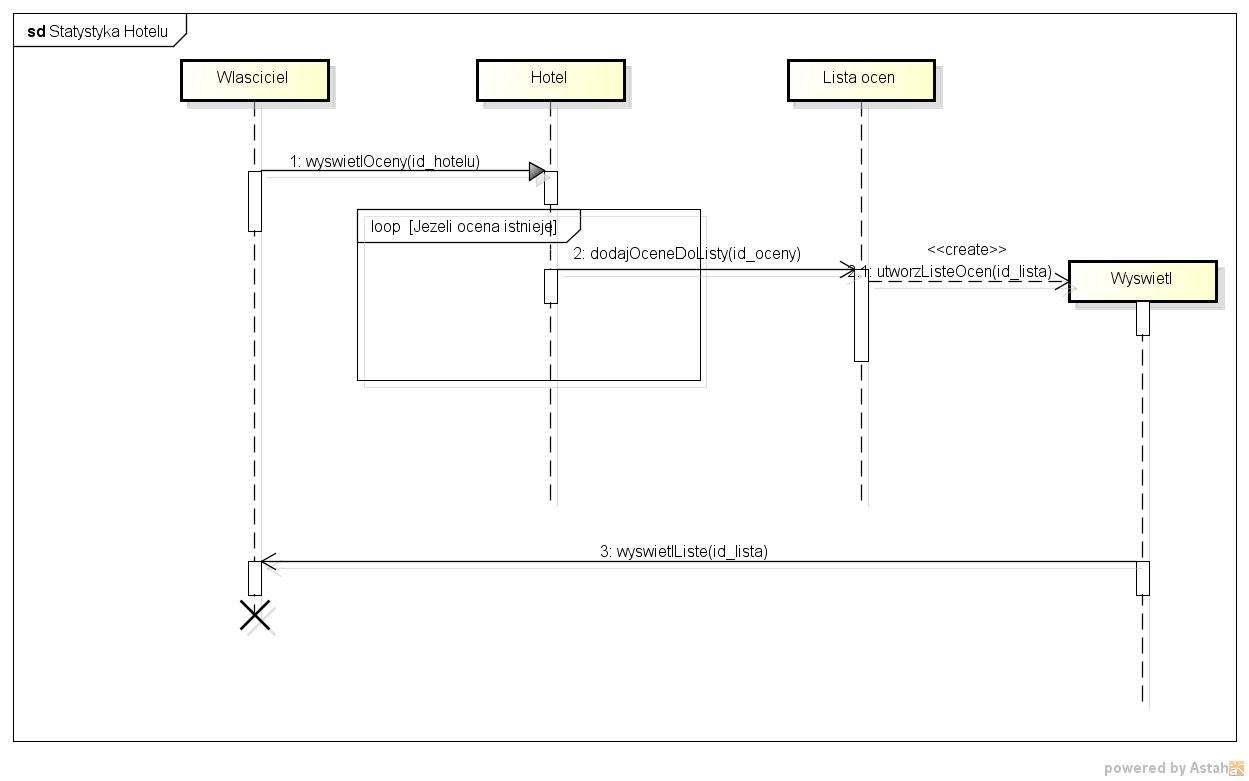 sd Statystyka Hotelu
Wlasciciel
Hotel
Lista ocen
1: wyswietlOceny(id_hotelu)
loop [Jezeli ocena istnieje]
2: dodajOceneDoListy(id_oceny)
<<create>>
2.1: utworzListeOcen(id_lista)
Wyswietl
3: wyswietlListe(id_lista)
powered by Astah